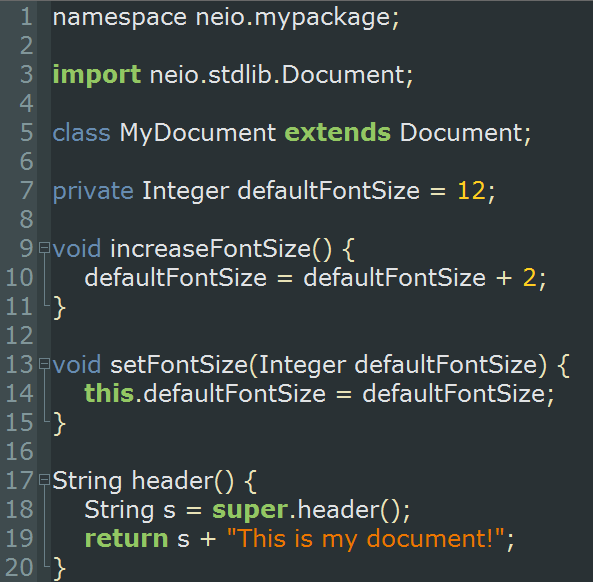 1 namespace neio.mypackage;
2
3 import neio.stdlib.Document;
4
5 class MyDocument extends Document;
6
7 private Integer defaultFontSize = 12;
8
9 void increaseFontSize() {
10     defaultFontSize = defaultFontSize + 2;
11 }
12
13 void setFontSize(Integer defaultFontSize) {
14     this.defaultFontSize = defaultFontSize;
15 }
16
17 String header() {
18     String s = super.header();
19     return s + "This is my document!";
20 }